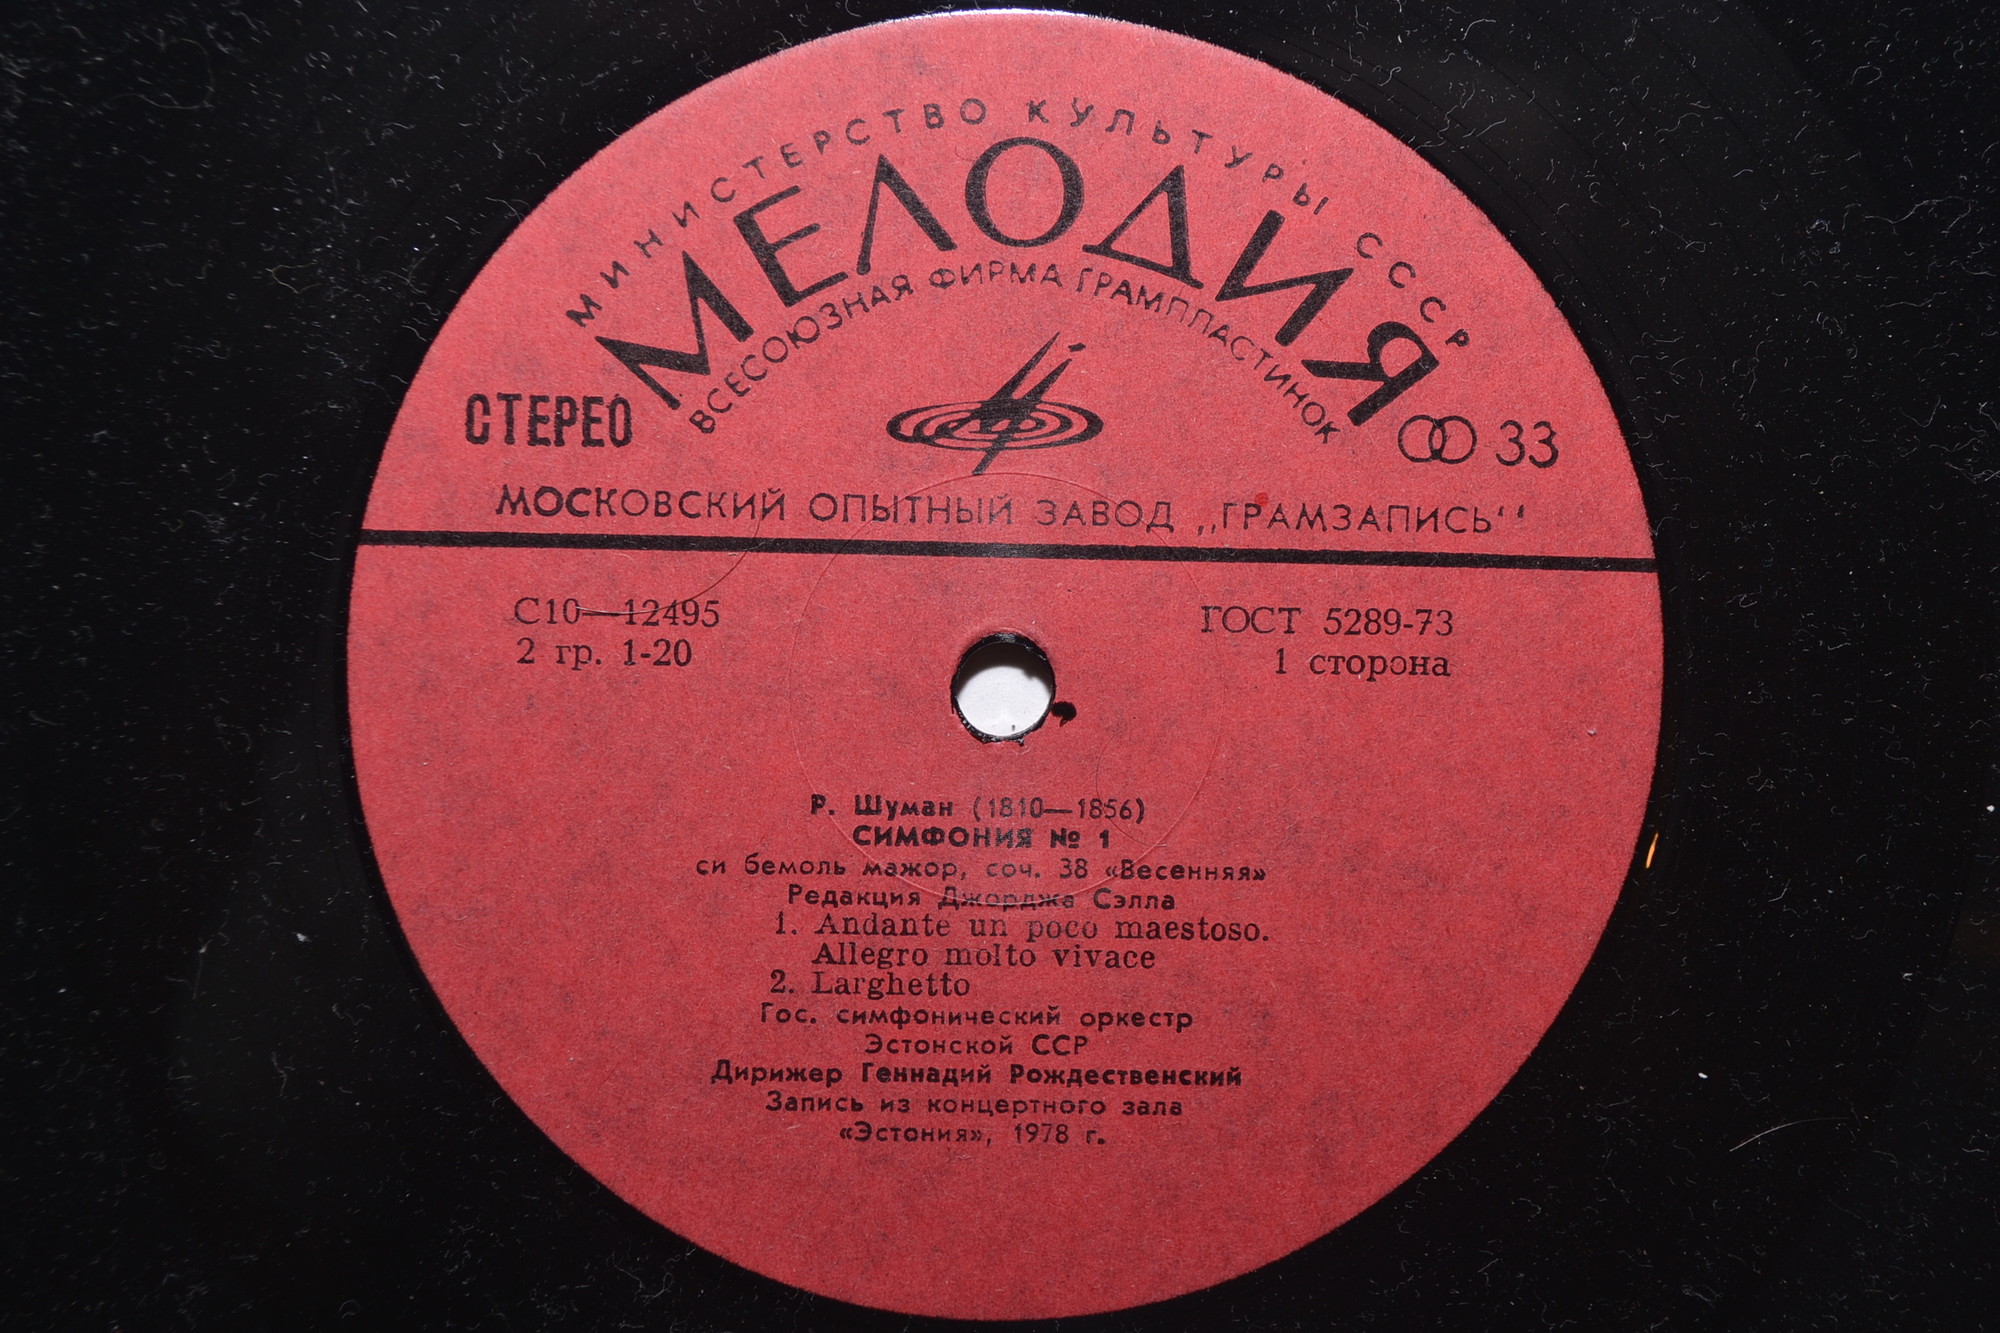 МИНИСТЕРСТВО КУЛЬТУРЫ СССР
МЕЛОДИЯ
ВСЕСОЮЗНАЯ ФИРМА ГРАМПЛАСТИНОК
СТЕРЕО
33
МОСКОВСКИЙ ОПЫТНЫЙ ЗАВОД „ГРАМЗАПИСЬ‘‘
С10—12495
2 гр. 1-20
ГОСТ 5289-73
1 сторона
Р. Шуман (1810—1856)
СИМФОНИЯ № 1
си бемоль мажор, соч. 38 «Весенняя»
Редакция Джорджа Сэлла
1. Andante un poco maestoso.
Allegro molto vivace
2. Larghetto
Гос. симфонический оркестр
Эстонской ССР
Дирижер Геннадий Рождественский
Запись из концертного зала
«Эстония», 1978 г.